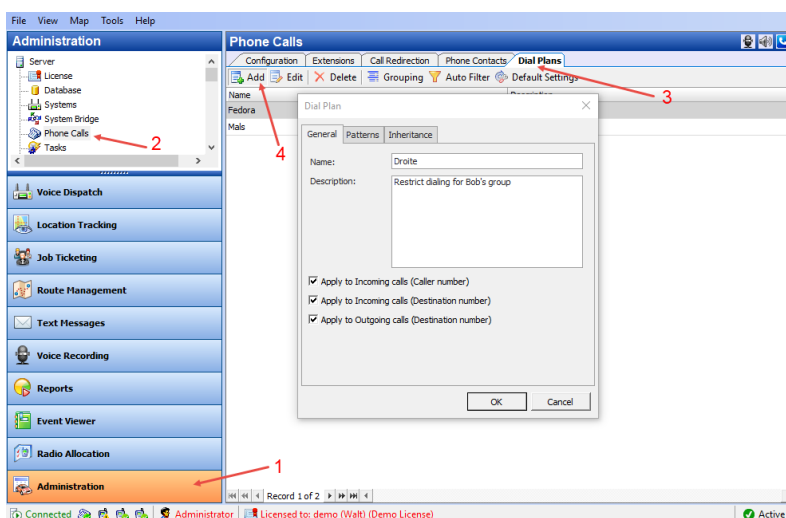 File View Map Tools Help
Administration
Phone Calls
Server
License
Database
Systems
System Bridge
Phone Calls
Tasks
2
Configuration Extensions Call Redirection Phone Contacts Dial Plans
Add Edit Delete Grouping Auto Filter Default Settings
3
Name
Fedora
Mals
4
Dial Plan
General Patterns Inheritance
Name: Droite
Description: Restrict dialing for Bob's group
Apply to Incoming calls (Caller number)
Apply to Incoming calls (Destination number)
Apply to Outgoing calls (Destination number)
OK Cancel
Voice Dispatch
Location Tracking
Job Ticketing
Route Management
Text Messages
Voice Recording
Reports
Event Viewer
Radio Allocation
Administration
1
Record 1 of 2
Connected Administrator Licensed to: demo (Walt) (Demo License) Active